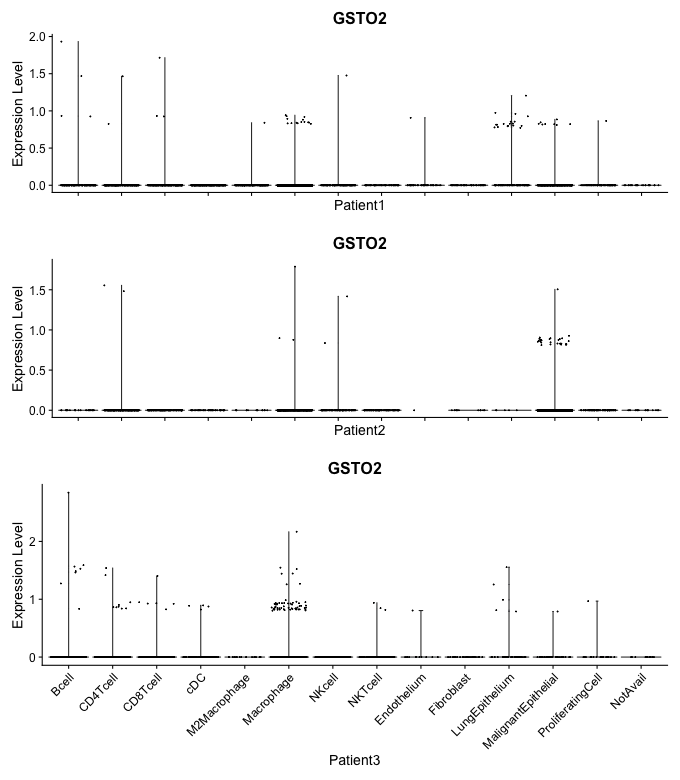 GSTO2
Expression Level
2.0
1.5
1.0
0.5
0.0
Patient1
GSTO2
Expression Level
1.5
1.0
0.5
0.0
Patient2
GSTO2
Expression Level
2
1
0
Bcell
CD4Tcell
CD8Tcell
cDC
M2Macrophage
Macrophage
NKcell
NKTcell
Endothelium
Fibroblast
LungEpithelium
MalignantEpithelial
ProliferatingCell
NotAvail
Patient3